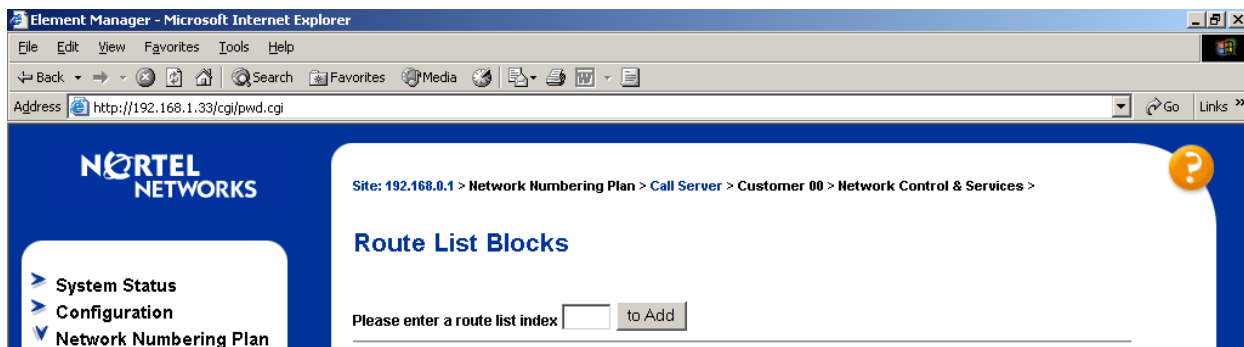 Element Manager - Microsoft Internet Explorer
File Edit View Favorites Tools Help
Back Search Favorites Media
Address http://192.168.1.33/cgi/pwd.cgi Go Links »
NORTEL
NETWORKS
Site: 192.168.0.1 > Network Numbering Plan > Call Server > Customer 00 > Network Control & Services >
Route List Blocks
System Status
Configuration
Network Numbering Plan
Please enter a route list index to Add